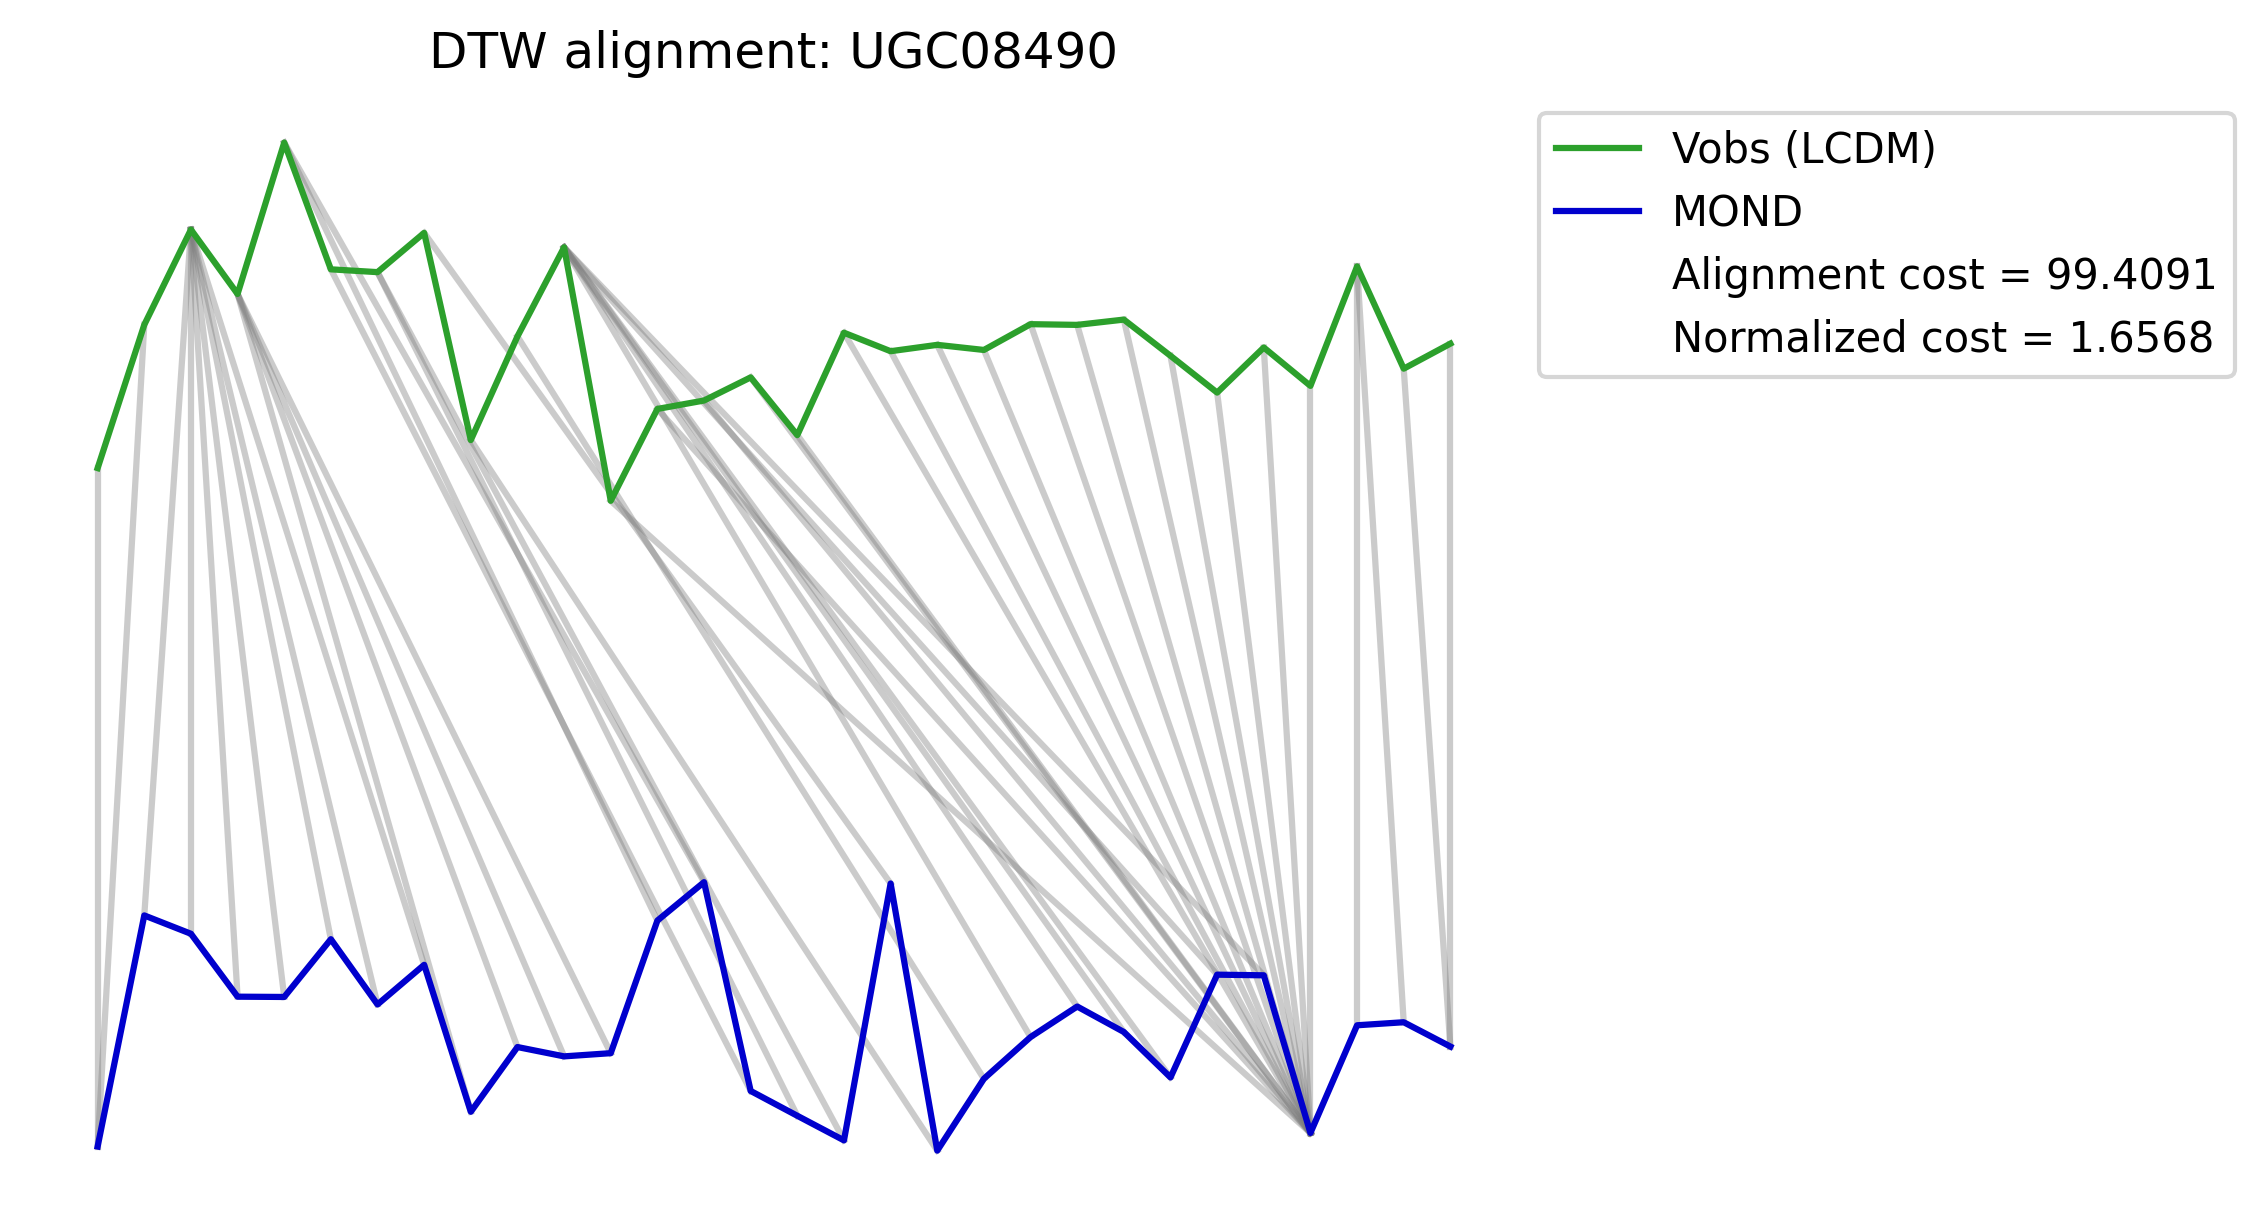 DTW alignment: UGC08490
Vobs (LCDM)
MOND
Alignment cost = 99.4091
Normalized cost = 1.6568